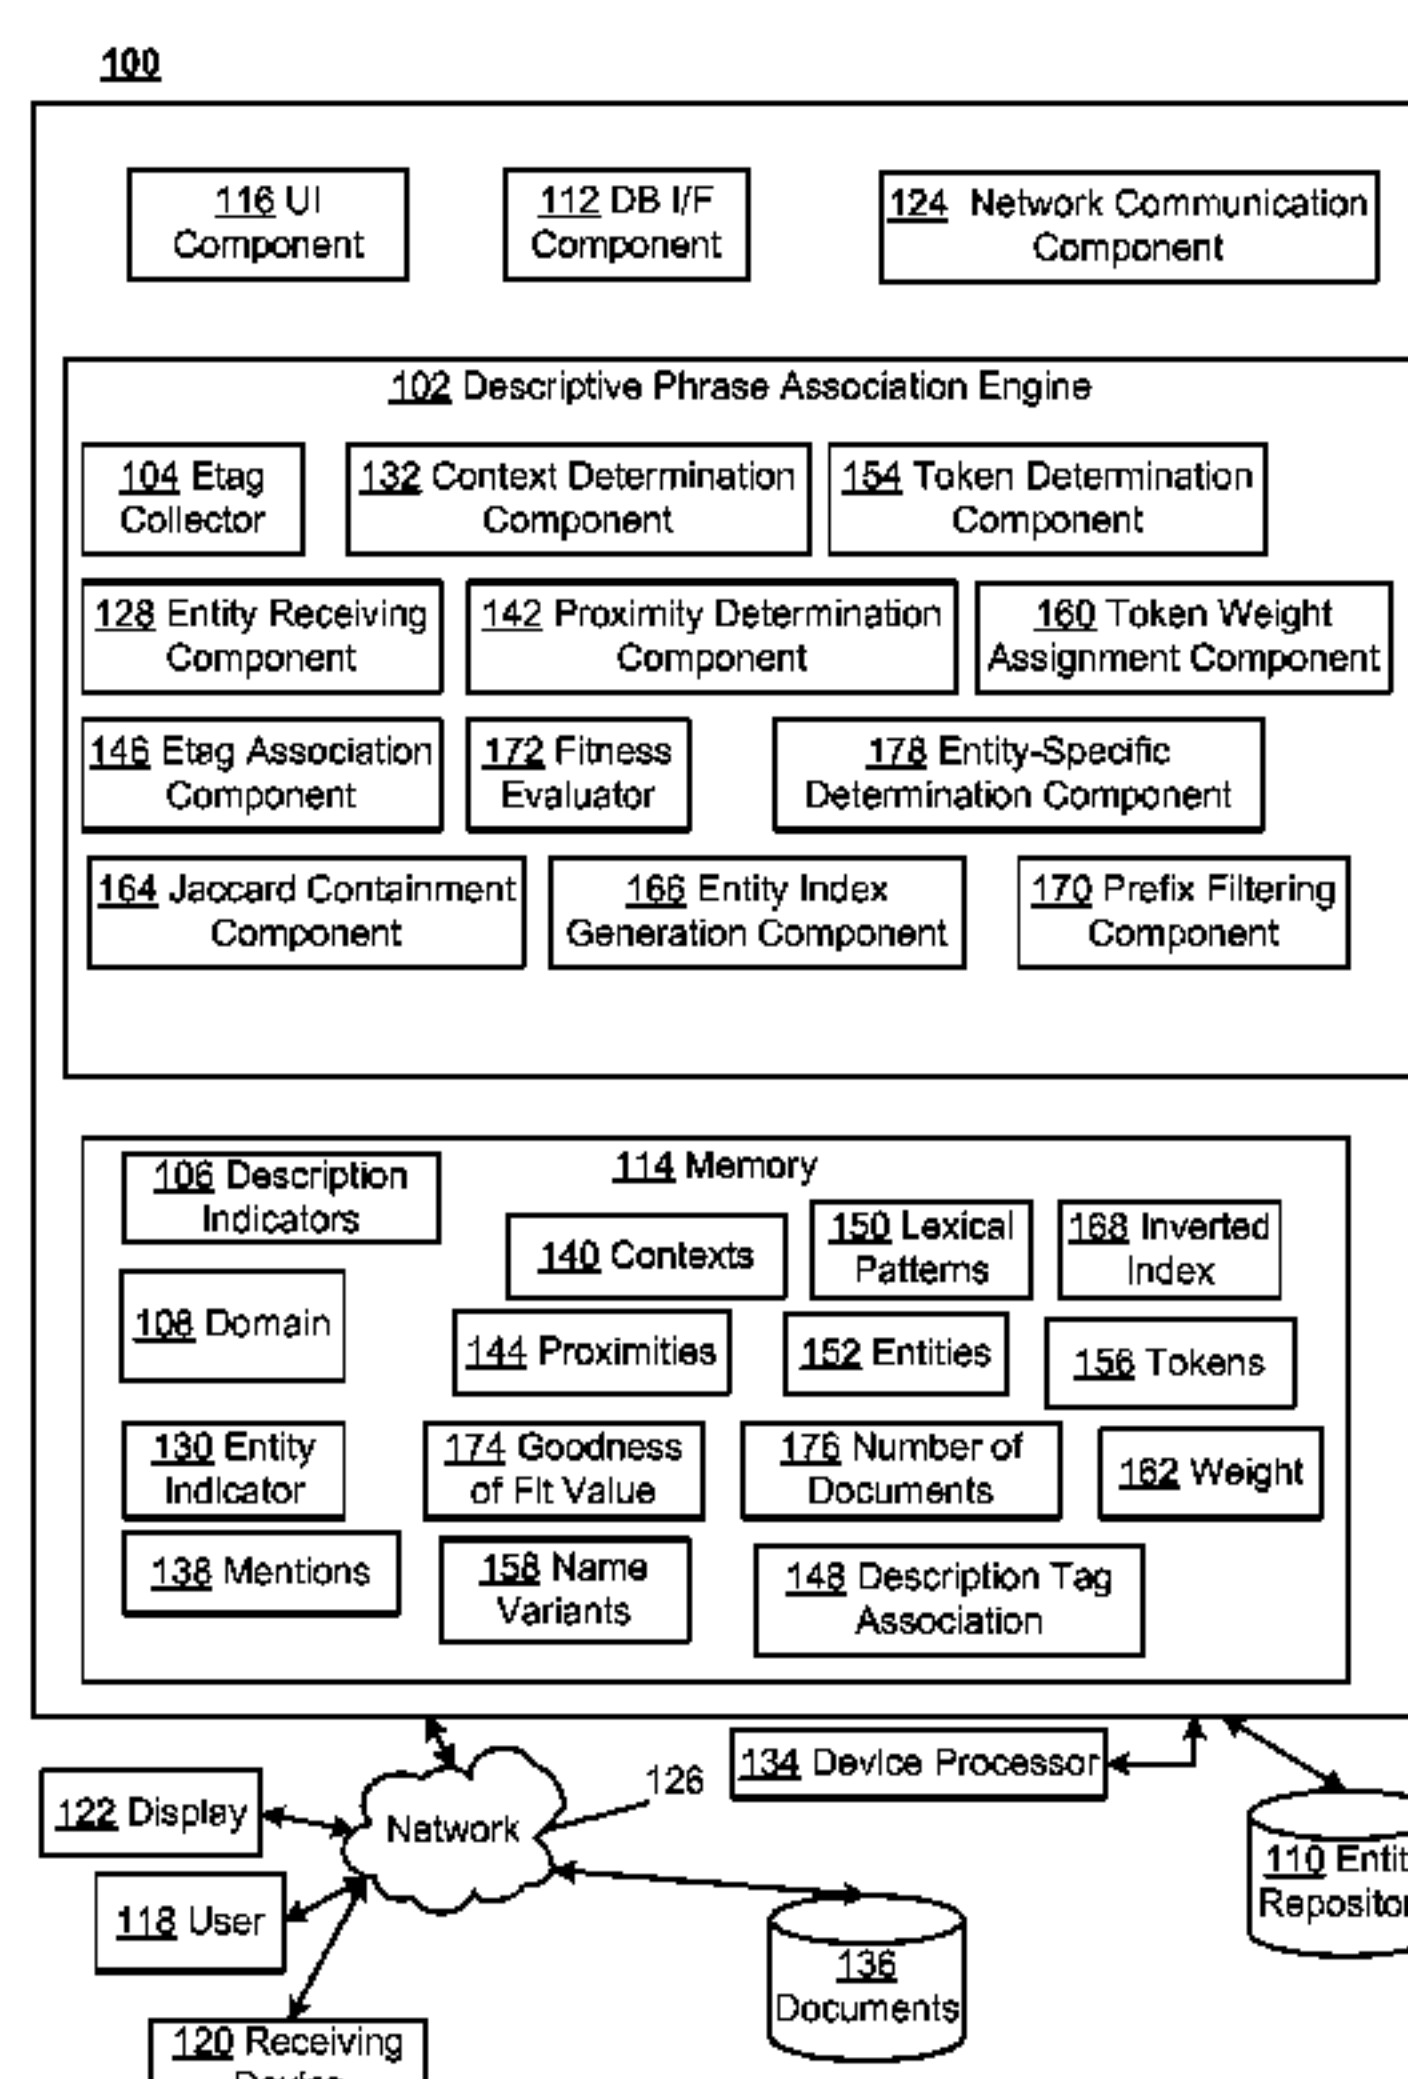 100
116 UI
Component
112 DB I/F
Component
124 Network Communication
Component
102 Descriptive Phrase Association Engine
104 Etag
Collector
132 Context Determination
Component
154 Token Determination
Component
128 Entity Receiving
Component
142 Proximity Determination
Component
160 Token Weight
Assignment Component
146 Etag Association
Component
172 Fitness
Evaluator
178 Entity-Specific
Determination Component
164 Jaccard Containment
Component
166 Entity Index
Generation Component
170 Prefix Filtering
Component
114 Memory
106 Description
Indicators
140 Contexts
150 Lexical
Patterns
168 Inverted
Index
108 Domain
144 Proximities
152 Entities
156 Tokens
130 Entity
Indicator
174 Goodness
of Fit Value
176 Number of
Documents
162 Weight
138 Mentions
158 Name
Variants
148 Description Tag
Association
134 Device Processor
126
122 Display
Network
110 Entit
Repositor
118 User
136
Documents
120 Receiving